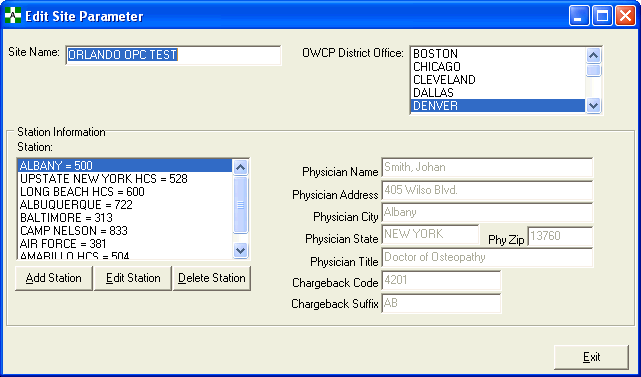 Edit Site Parameter
Site Name: ORLANDO OPC TEST
OWCP District Office:
BOSTON
CHICAGO
CLEVELAND
DALLAS
DENVER
Station Information
Station:
ALBANY = 500
UPSTATE NEW YORK HCS = 528
LONG BEACH HCS = 600
ALBUQUERQUE = 722
BALTIMORE = 313
CAMP NELSON = 833
AIR FORCE = 381
AMARILLO HCS = 504
Add Station Edit Station Delete Station
Physician Name Smith, Johan
Physician Address 405 Wilso Blvd.
Physician City Albany
Physician State NEW YORK Phy Zip 13760
Physician Title Doctor of Osteopathy
Chargeback Code 4201
Chargeback Suffix AB
Exit